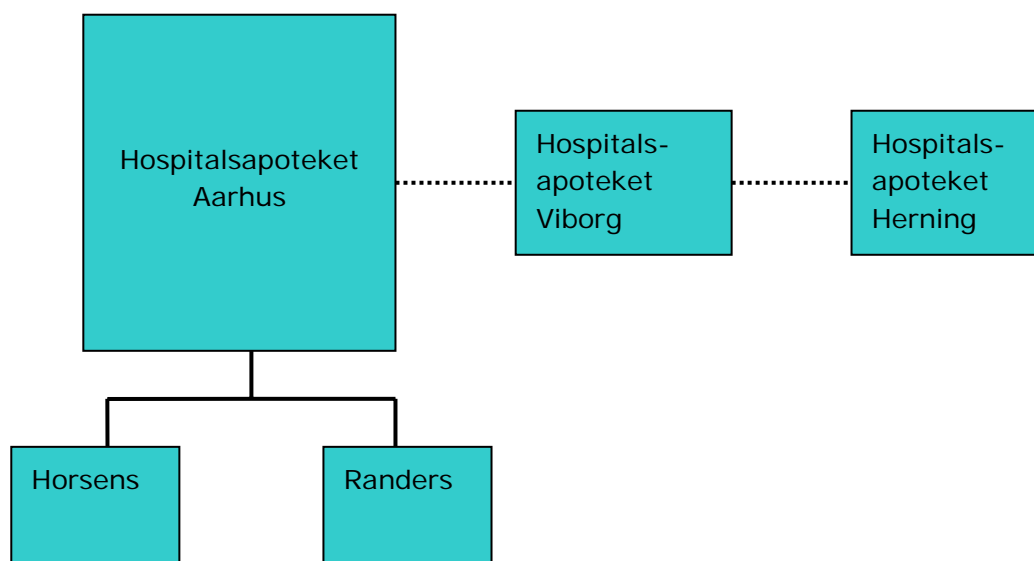 Hospitalsapoteket
Aarhus
Hospitals-
apoteket
Viborg
Hospitals-
apoteket
Herning
Horsens
Randers